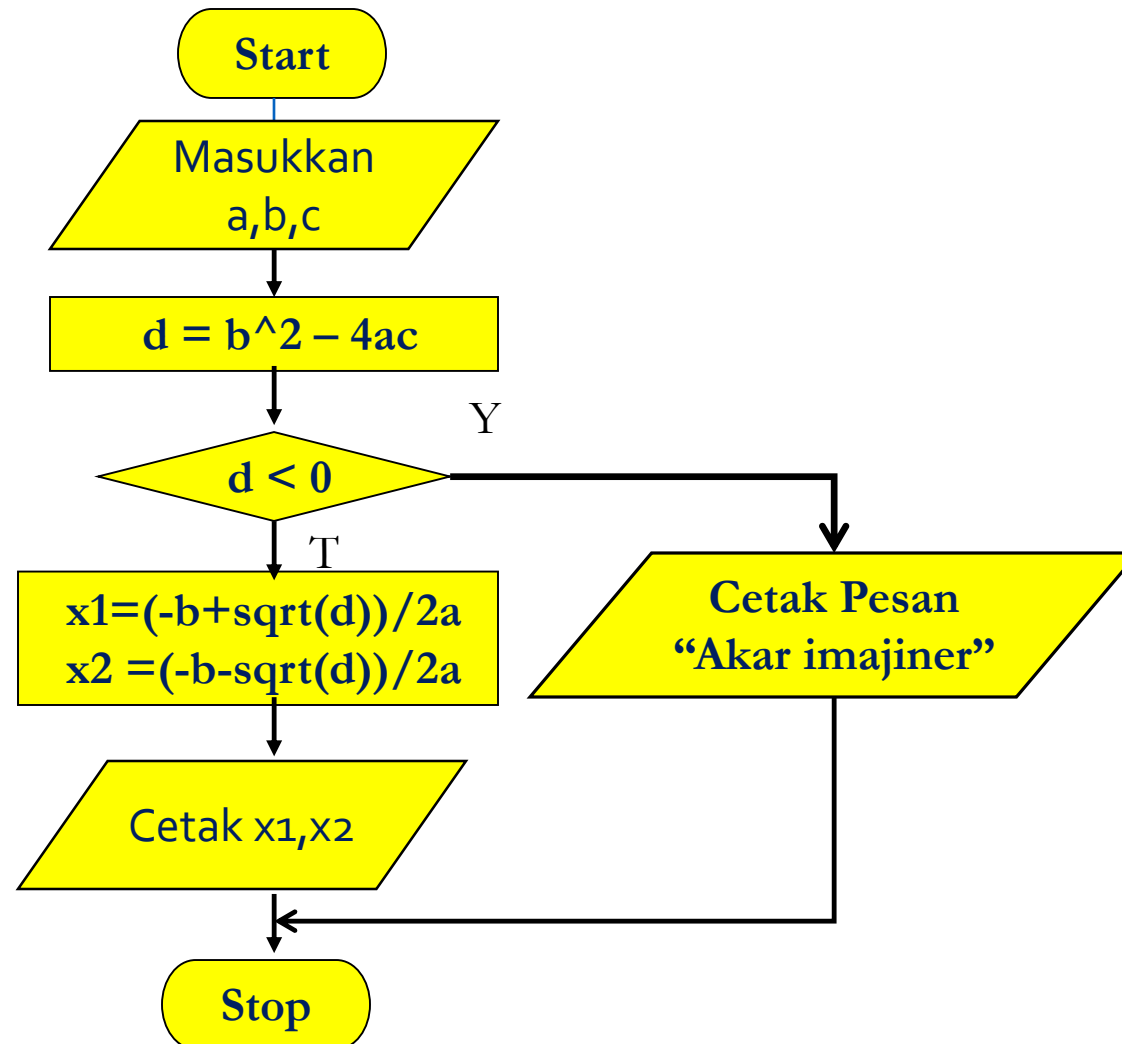 Start
Masukkan
a,b,c
d = b^2 – 4ac
Y
d < 0
T
x1=(-b+sqrt(d))/2a
x2 =(-b-sqrt(d))/2a
Cetak Pesan
“Akar imajiner”
Cetak x1,x2
Stop